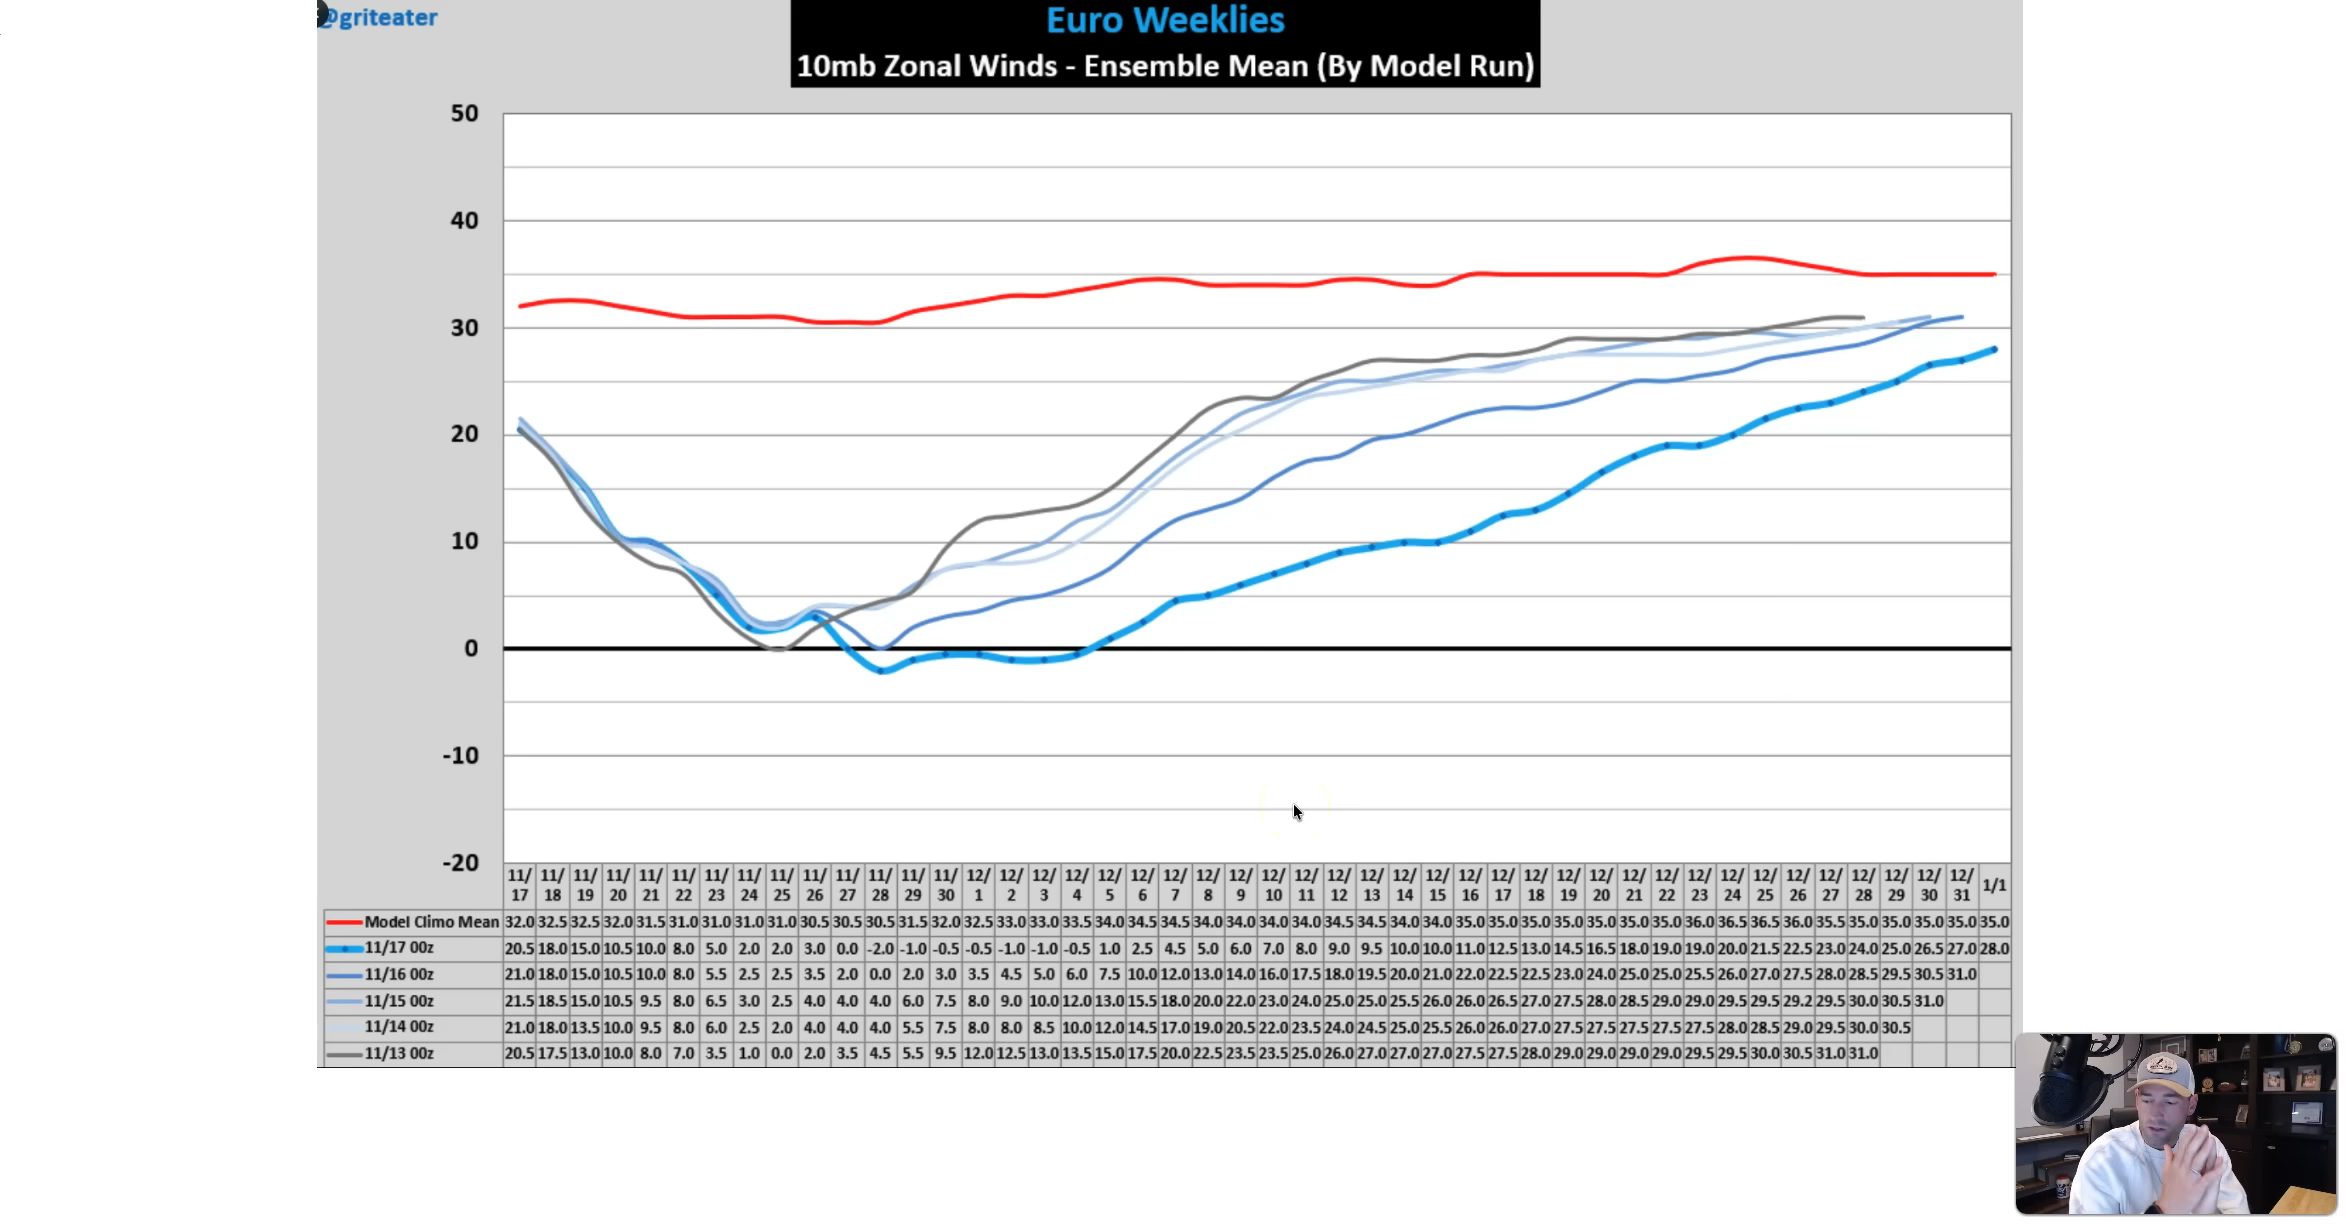 @griteater
Euro Weeklies
10mb Zonal Winds - Ensemble Mean (By Model Run)
50
40
30
20
10
0
-10
-20
11/17 11/18 11/19 11/20 11/21 11/22 11/23 11/24 11/25 11/26 11/27 11/28 11/29 11/30 12/1 12/2 12/3 12/4 12/5 12/6 12/7 12/8 12/9 12/10 12/11 12/12 12/13 12/14 12/15 12/16 12/17 12/18 12/19 12/20 12/21 12/22 12/23 12/24 12/25 12/26 12/27 12/28 12/29 12/30 12/31 1/1
Model Climo Mean 32.0 32.5 32.5 32.0 31.5 31.0 31.0 31.0 31.0 30.5 30.5 30.5 31.5 32.0 32.5 33.0 33.0 33.5 34.0 34.5 34.5 34.0 34.0 34.0 34.0 34.5 34.5 34.0 34.0 35.0 35.0 35.0 35.0 35.0 35.0 35.0 36.0 36.5 36.5 36.0 35.5 35.0 35.0 35.0 35.0 35.0
11/17 00z 20.5 18.0 15.0 10.5 10.0 8.0 5.0 2.0 2.0 3.0 0.0 -2.0 -1.0 -0.5 -0.5 -1.0 -1.0 -0.5 1.0 2.5 4.5 5.0 6.0 7.0 8.0 9.0 9.5 10.0 10.0 11.0 12.5 13.0 14.5 16.5 18.0 19.0 19.0 20.0 21.5 22.5 23.0 24.0 25.0 26.5 27.0 28.0
11/16 00z 21.0 18.0 15.0 10.5 10.0 8.0 5.5 2.5 2.5 3.5 2.0 0.0 2.0 3.0 3.5 4.5 5.0 6.0 7.5 10.0 12.0 13.0 14.0 16.0 17.5 18.0 19.5 20.0 21.0 22.0 22.5 22.5 23.0 24.0 25.0 25.0 25.5 26.0 27.0 27.5 28.0 28.5 29.5 30.5 31.0
11/15 00z 21.5 18.5 15.0 10.5 9.5 8.0 6.5 3.0 2.5 4.0 4.0 4.0 6.0 7.5 8.0 9.0 10.0 12.0 13.0 15.5 18.0 20.0 22.0 23.0 24.0 25.0 25.0 25.5 26.0 26.0 26.5 27.0 27.5 28.0 28.5 29.0 29.0 29.5 29.5 29.2 29.5 30.0 30.5 31.0
11/14 00z 21.0 18.0 13.5 10.0 9.5 8.0 6.0 2.5 2.0 4.0 4.0 4.0 5.5 7.5 8.0 8.0 8.5 10.0 12.0 14.5 17.0 19.0 20.5 22.0 23.5 24.0 24.5 25.0 25.5 26.0 26.0 27.0 27.5 27.5 27.5 27.5 27.5 28.0 28.5 29.0 29.5 30.0 30.5
11/13 00z 20.5 17.5 13.0 10.0 8.0 7.0 3.5 1.0 0.0 2.0 3.5 4.5 5.5 9.5 12.0 12.5 13.0 13.5 15.0 17.5 20.0 22.5 23.5 23.5 25.0 26.0 27.0 27.0 27.0 27.5 27.5 28.0 29.0 29.0 29.0 29.0 29.5 29.5 30.0 30.5 31.0 31.0